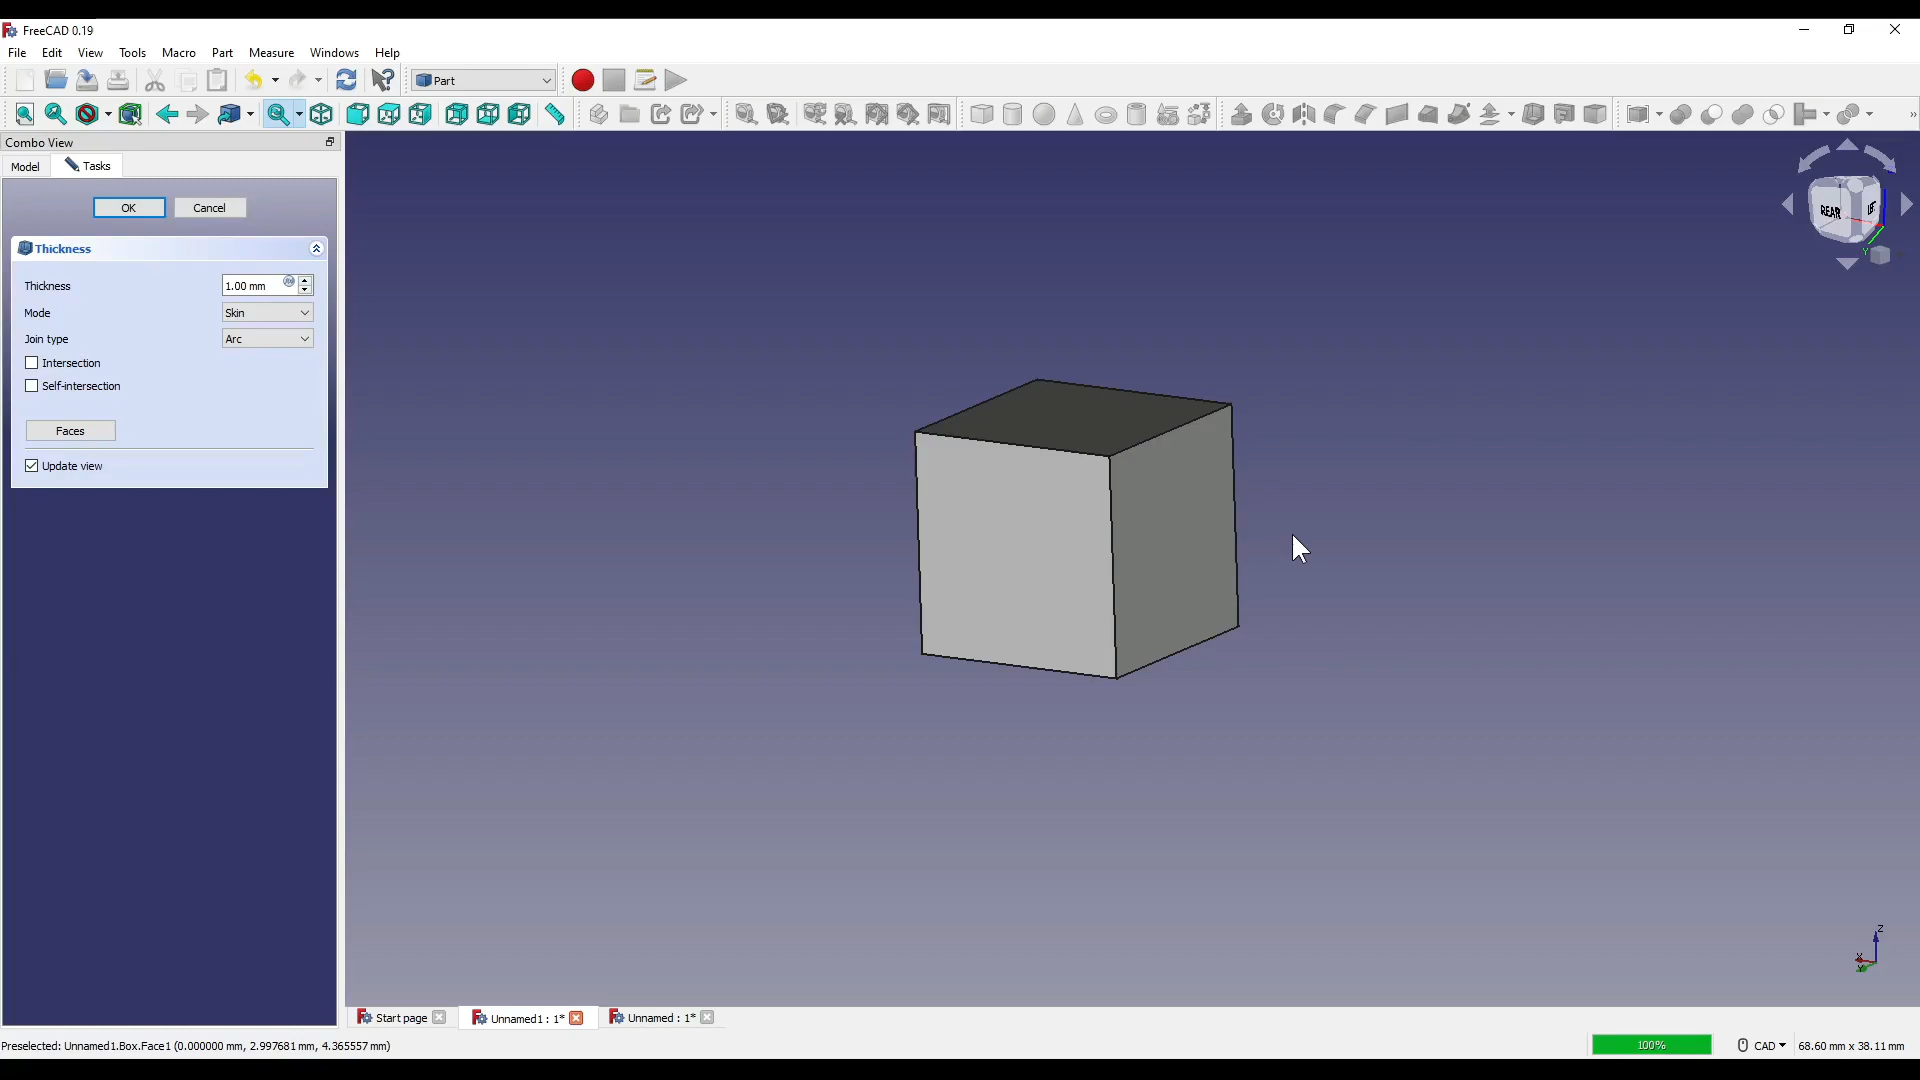 FreeCAD 0.19
File Edit View Tools Macro Part Measure Windows Help
Part
Combo View
Model Tasks
OK Cancel
Thickness
Thickness 1.00 mm
Mode Skin
Join type Arc
Intersection
Self-intersection
Faces
Update view
REAR
Y
Z
X
Y
Start page Unnamed1 : 1* Unnamed : 1*
Preselected: Unnamed1.Box.Face1 (0.000000 mm, 2.997681 mm, 4.365557 mm) 100% CAD 68.60 mm x 38.11 mm